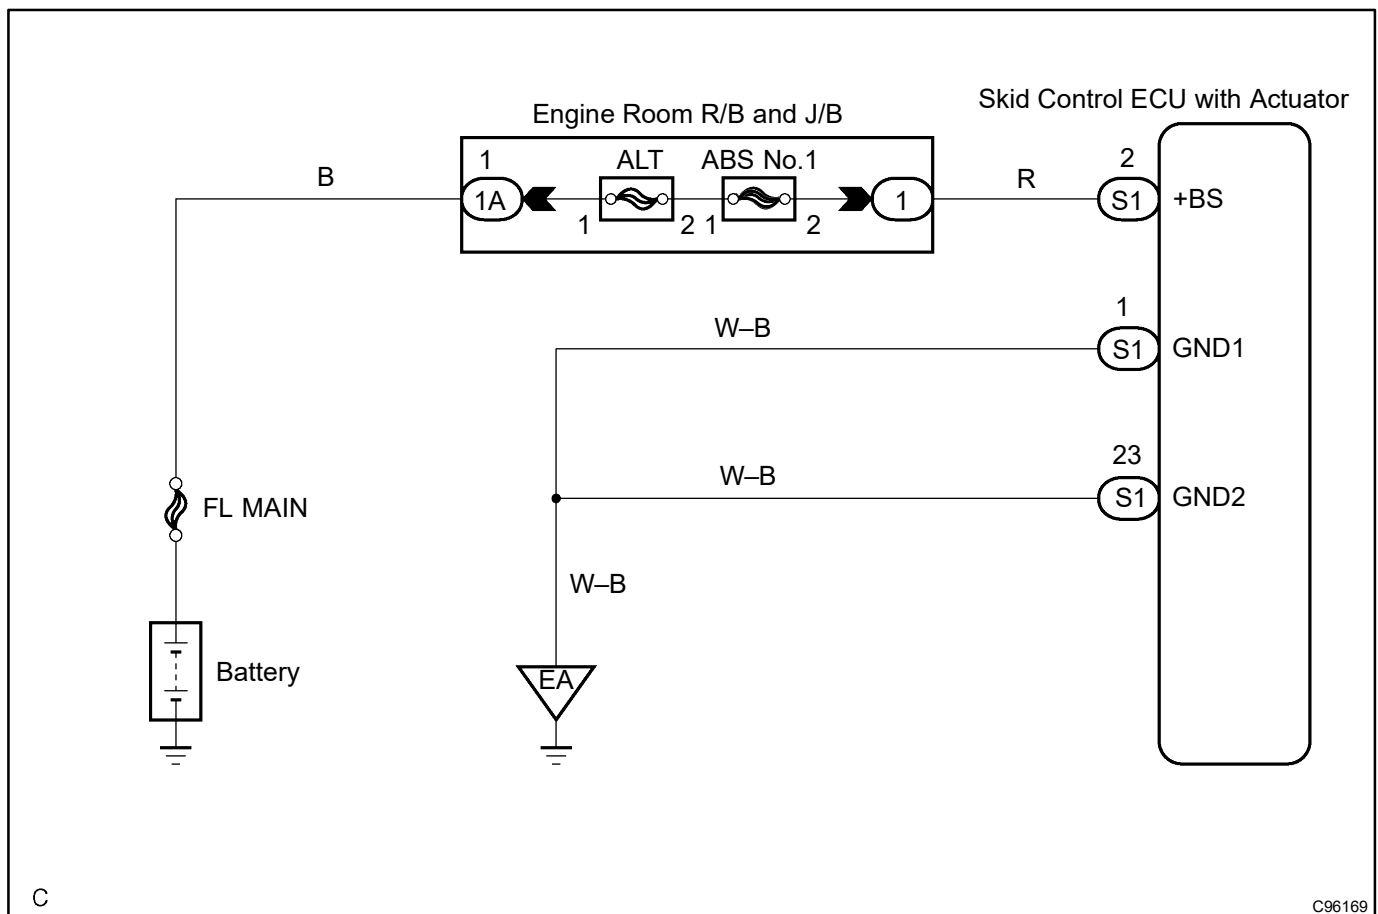 Skid Control ECU with Actuator
Engine Room R/B and J/B
B
1
1A
ALT
1
2
ABS No.1
1
2
1
R
2
S1
+BS
W–B
1
S1
GND1
W–B
23
S1
GND2
FL MAIN
W–B
Battery
EA
C
C96169